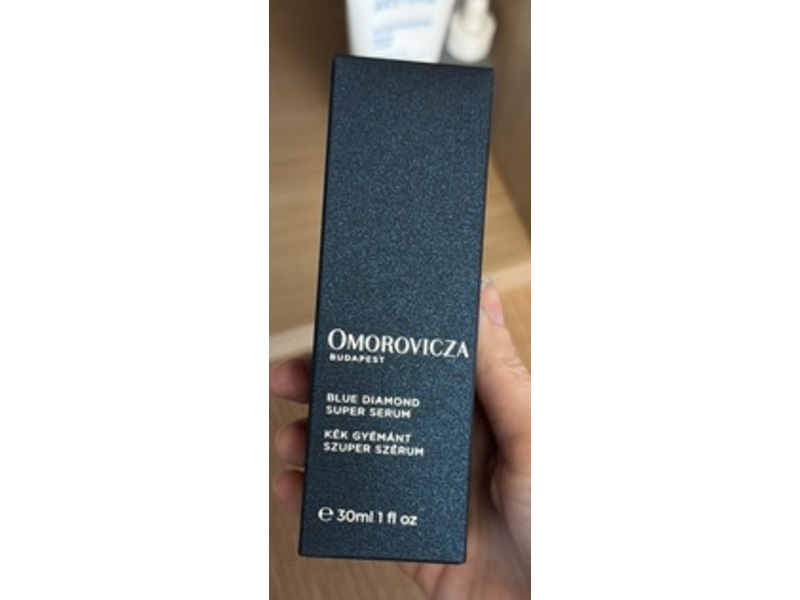 OMOROVICZA
BUDAPEST
BLUE DIAMOND
SUPER SERUM
KÉK GYÉMÁNT
SZUPER SZÉRUM
℮ 30ml 1 fl oz